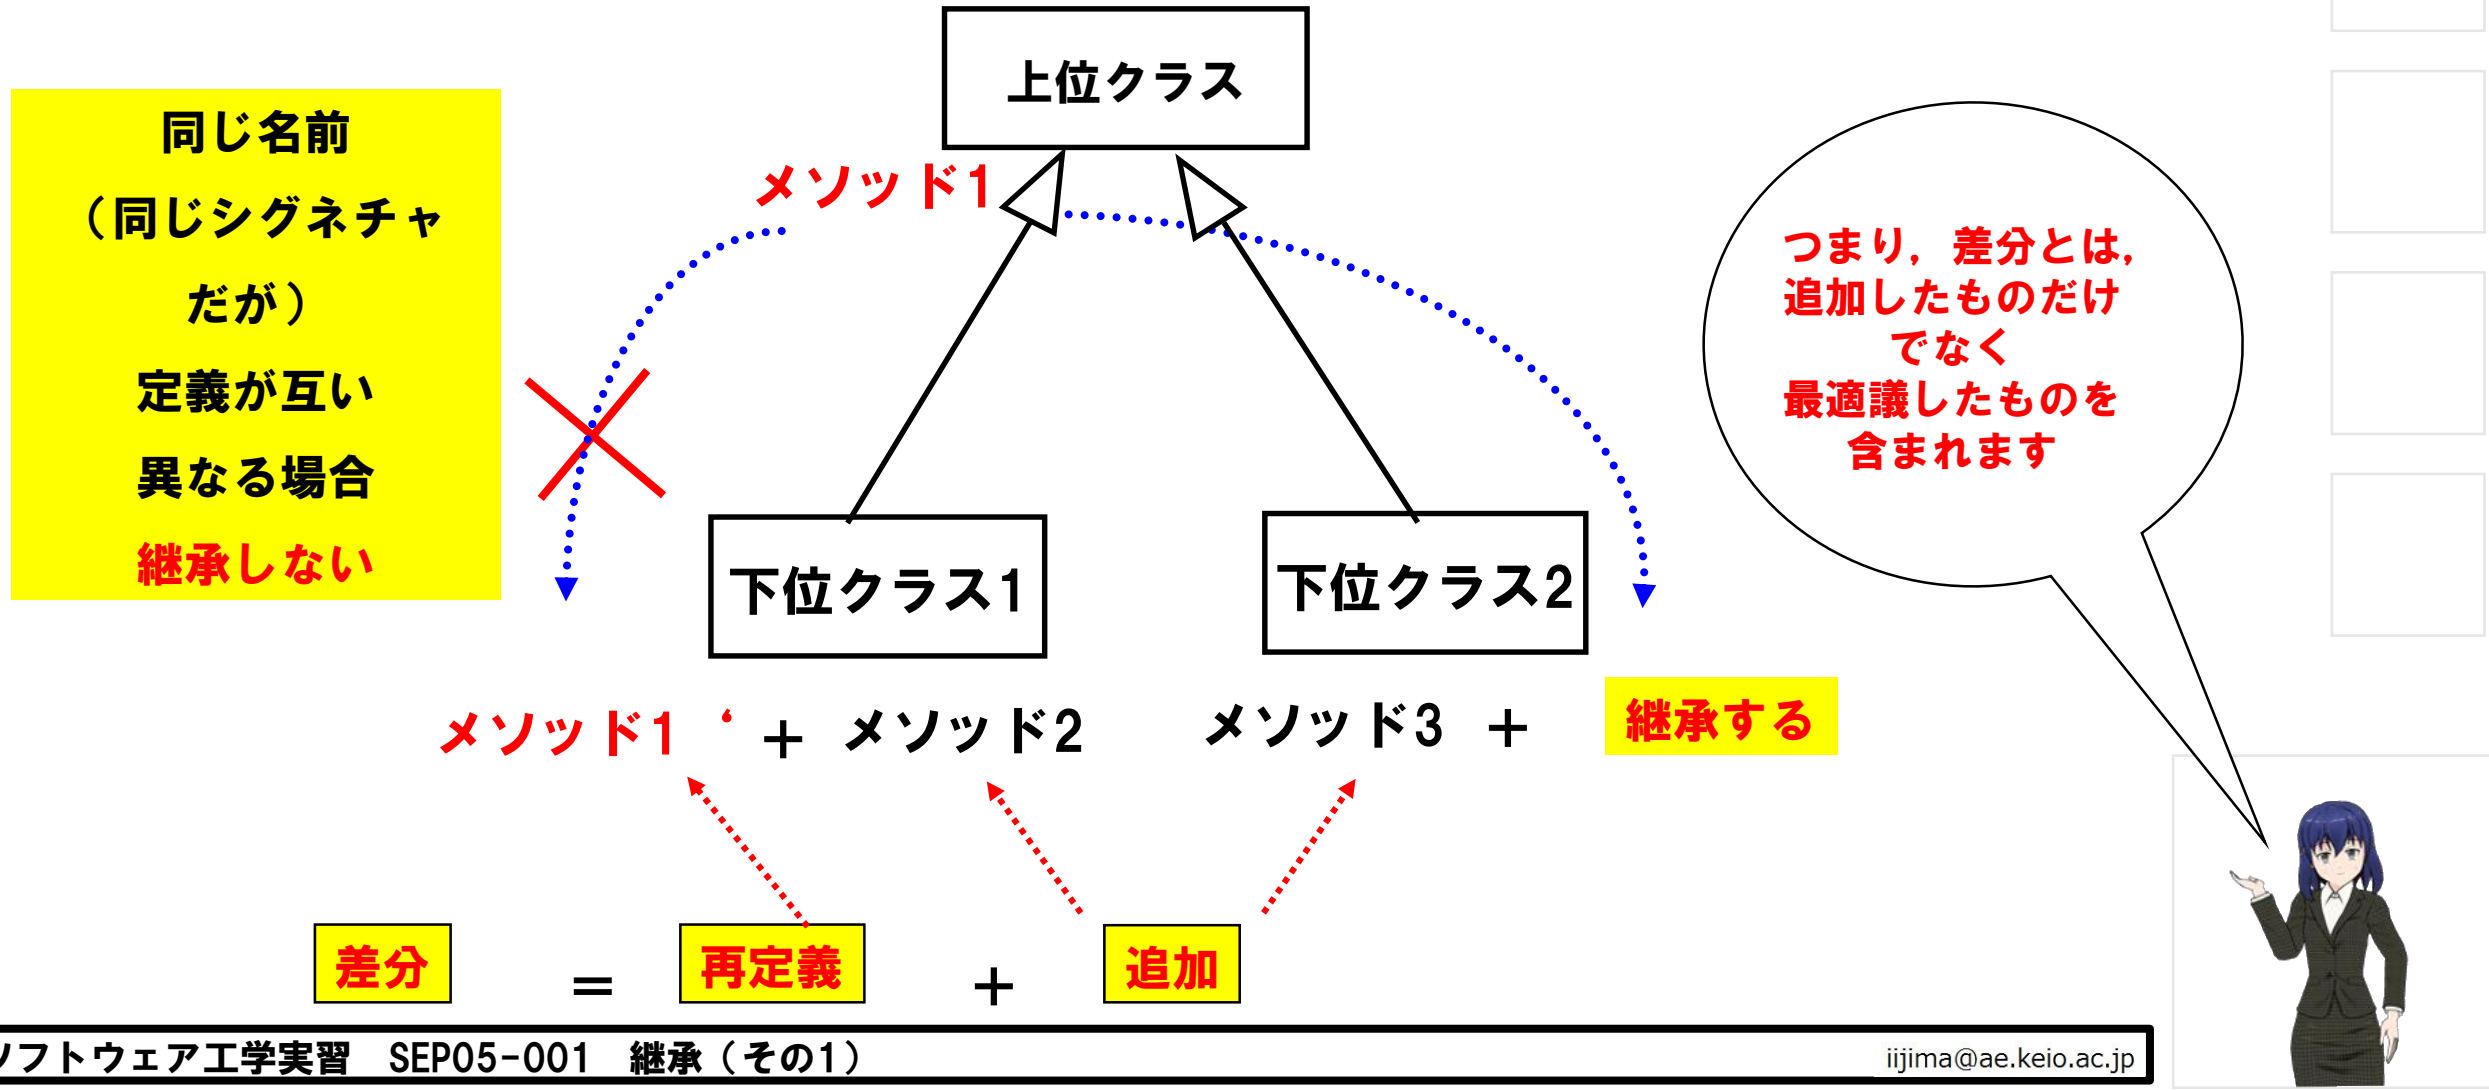 上位クラス
同じ名前
（同じシグネチャ
だが）
定義が互い
異なる場合
継承しない
メソッド1
つまり，差分とは，
追加したものだけ
でなく
最適議したものを
含まれます
下位クラス1
下位クラス2
メソッド1‘ + メソッド2
メソッド3 + 継承する
差分 = 再定義 + 追加
ソフトウェア工学実習 SEP05-001 継承（その1）
iijima@ae.keio.ac.jp